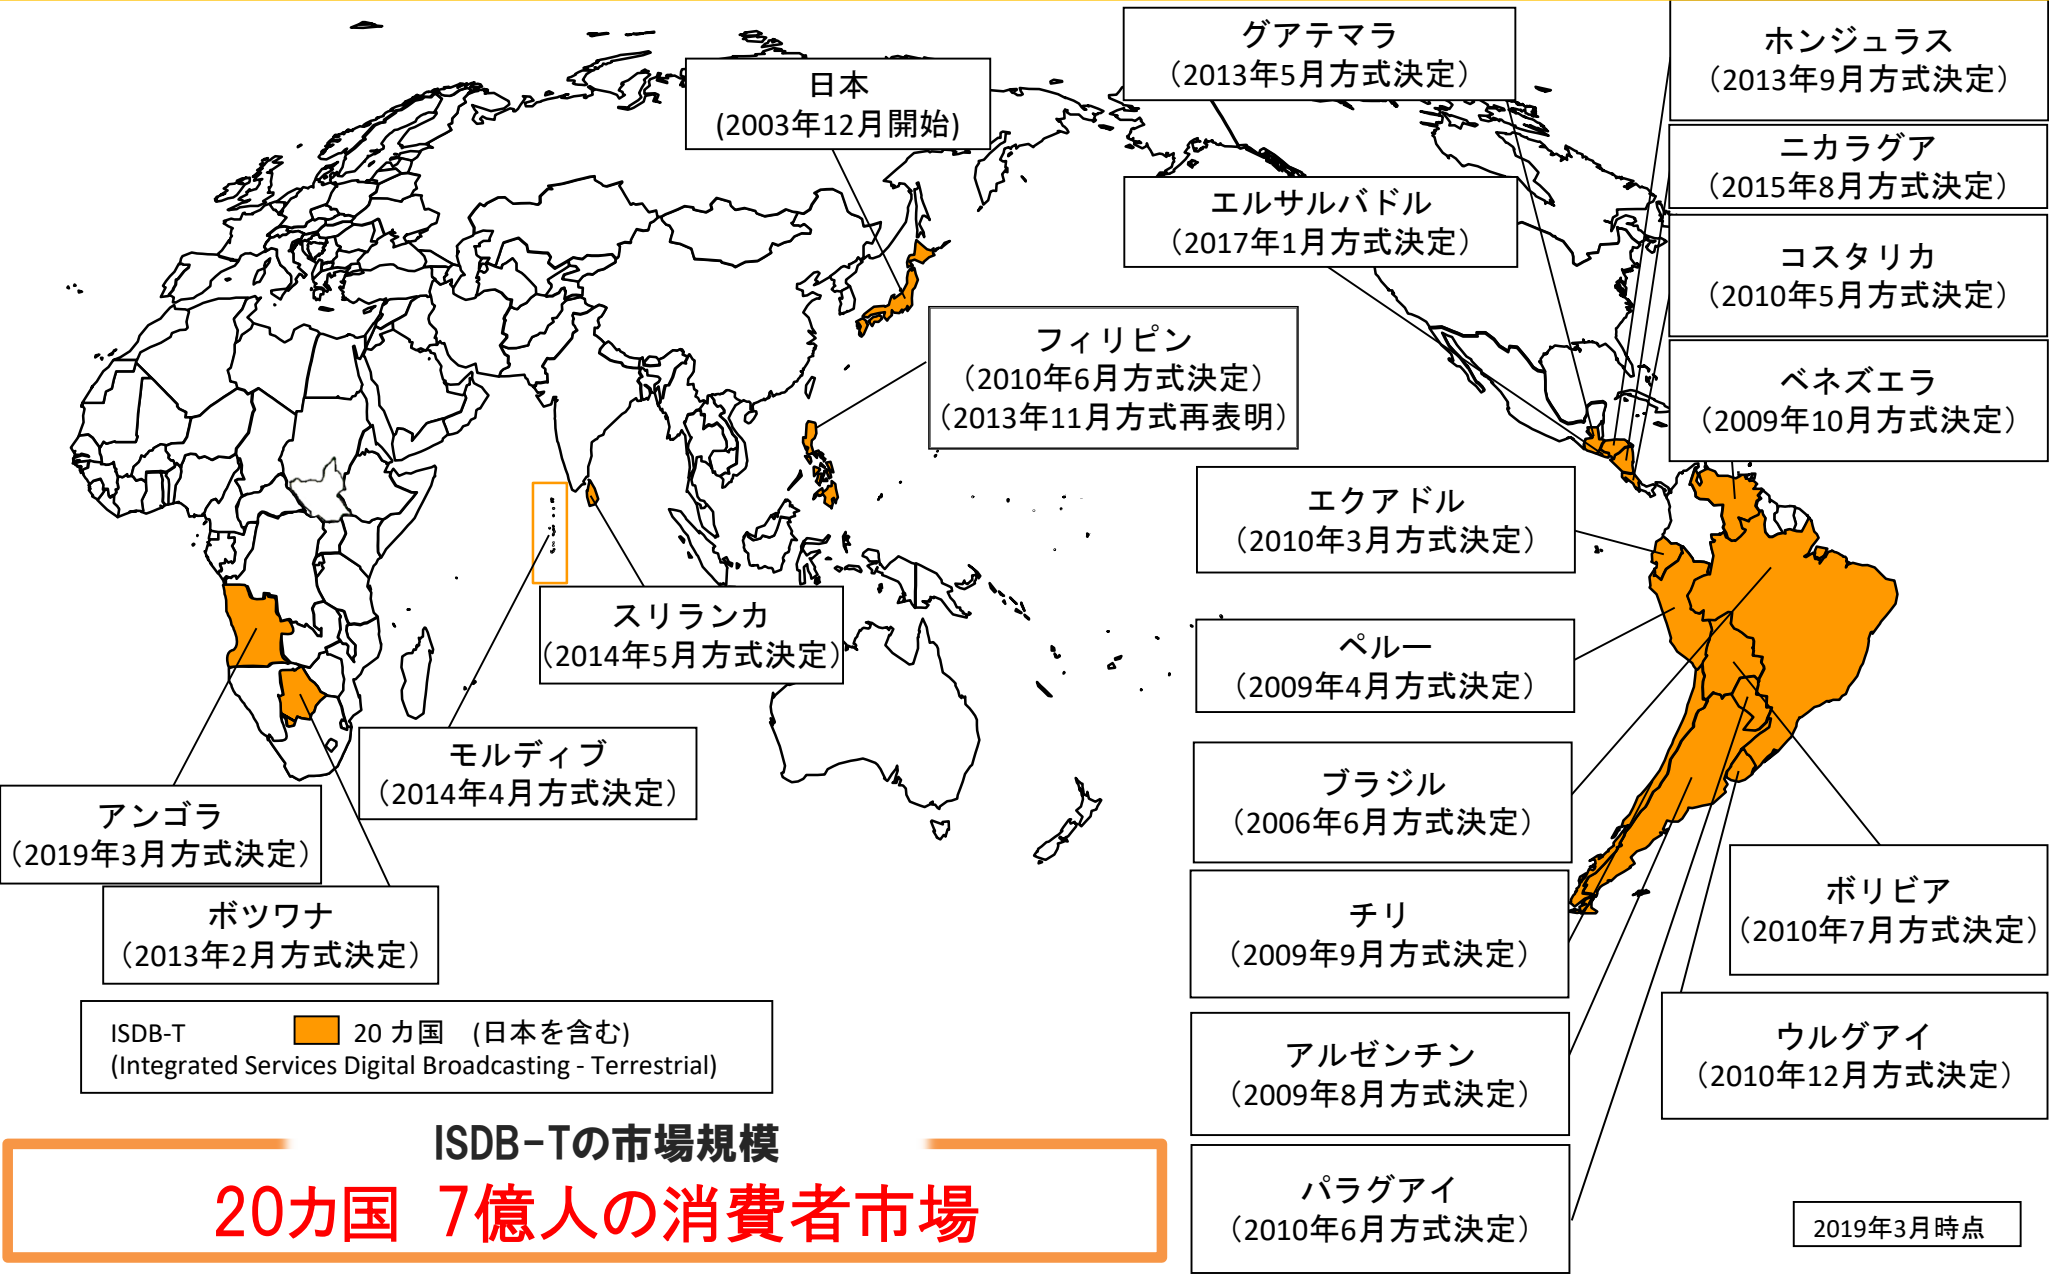 グアテマラ
（2013年5月方式決定）
ホンジュラス
（2013年9月方式決定）
日本
(2003年12月開始)
ニカラグア
（2015年8月方式決定）
エルサルバドル
（2017年1月方式決定）
コスタリカ
（2010年5月方式決定）
フィリピン
（2010年6月方式決定）
（2013年11月方式再表明）
ベネズエラ
（2009年10月方式決定）
エクアドル
（2010年3月方式決定）
スリランカ
（2014年5月方式決定）
ペルー
（2009年4月方式決定）
モルディブ
（2014年4月方式決定）
ブラジル
（2006年6月方式決定）
アンゴラ
（2019年3月方式決定）
ボツワナ
（2013年2月方式決定）
チリ
（2009年9月方式決定）
ボリビア
（2010年7月方式決定）
ISDB-T 20 カ国 (日本を含む)
(Integrated Services Digital Broadcasting - Terrestrial)
アルゼンチン
（2009年8月方式決定）
ウルグアイ
（2010年12月方式決定）
ISDB-Tの市場規模
20カ国 7億人の消費者市場
パラグアイ
（2010年6月方式決定）
2019年3月時点